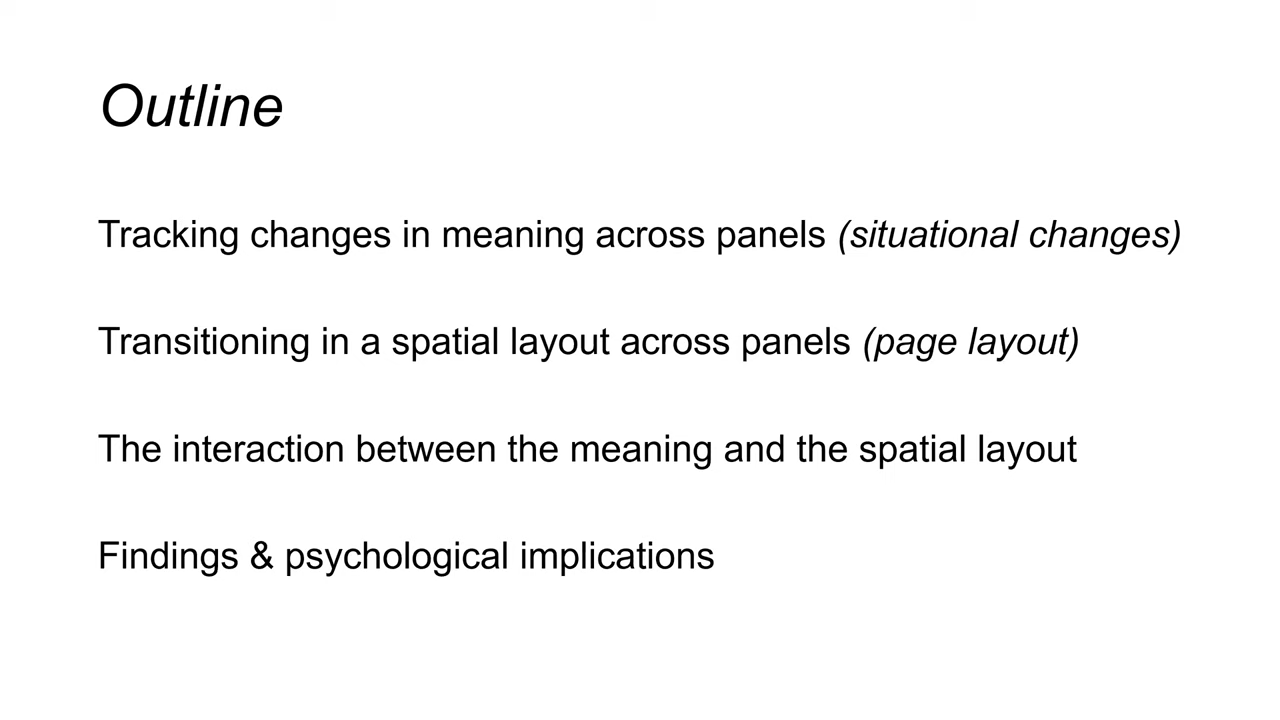 Outline
Tracking changes in meaning across panels (situational changes)
Transitioning in a spatial layout across panels (page layout)
The interaction between the meaning and the spatial layout
Findings & psychological implications